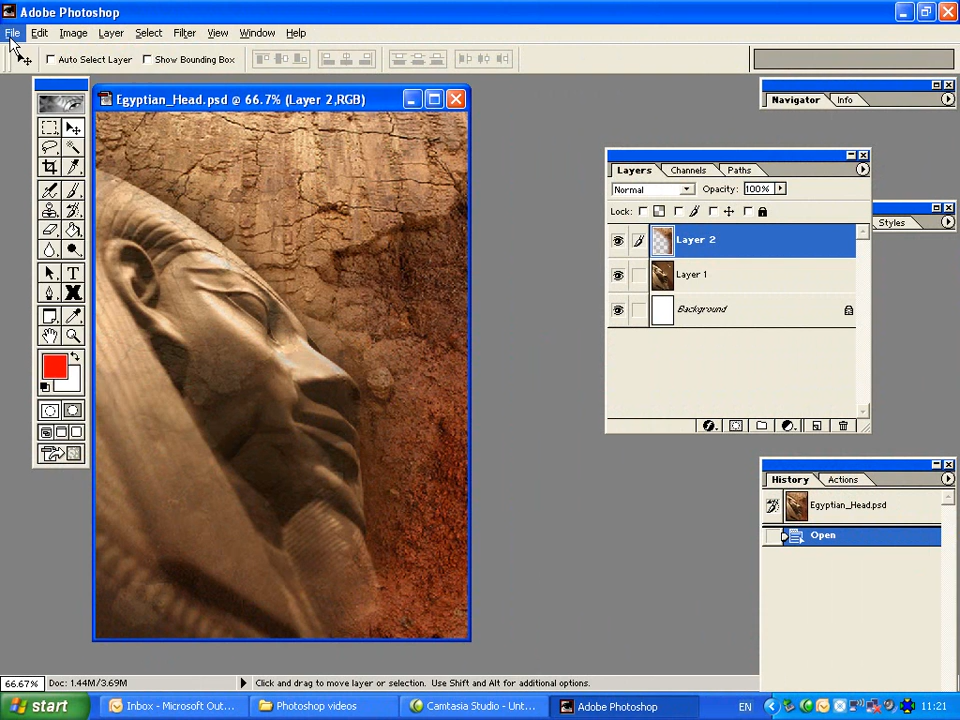 Adobe Photoshop
File Edit Image Layer Select Filter View Window Help
Auto Select Layer Show Bounding Box
Egyptian_Head.psd @ 66.7% (Layer 2,RGB)
Navigator Info
Layers Channels Paths
Normal Opacity: 100%
Lock:
Styles
Layer 2
Layer 1
Background
T
History Actions
Egyptian_Head.psd
Open
66.67% Doc: 1.44M/3.69M Click and drag to move layer or selection. Use Shift and Alt for additional options.
start Inbox - Microsoft Out... Photoshop videos Camtasia Studio - Unt... Adobe Photoshop EN 11:21